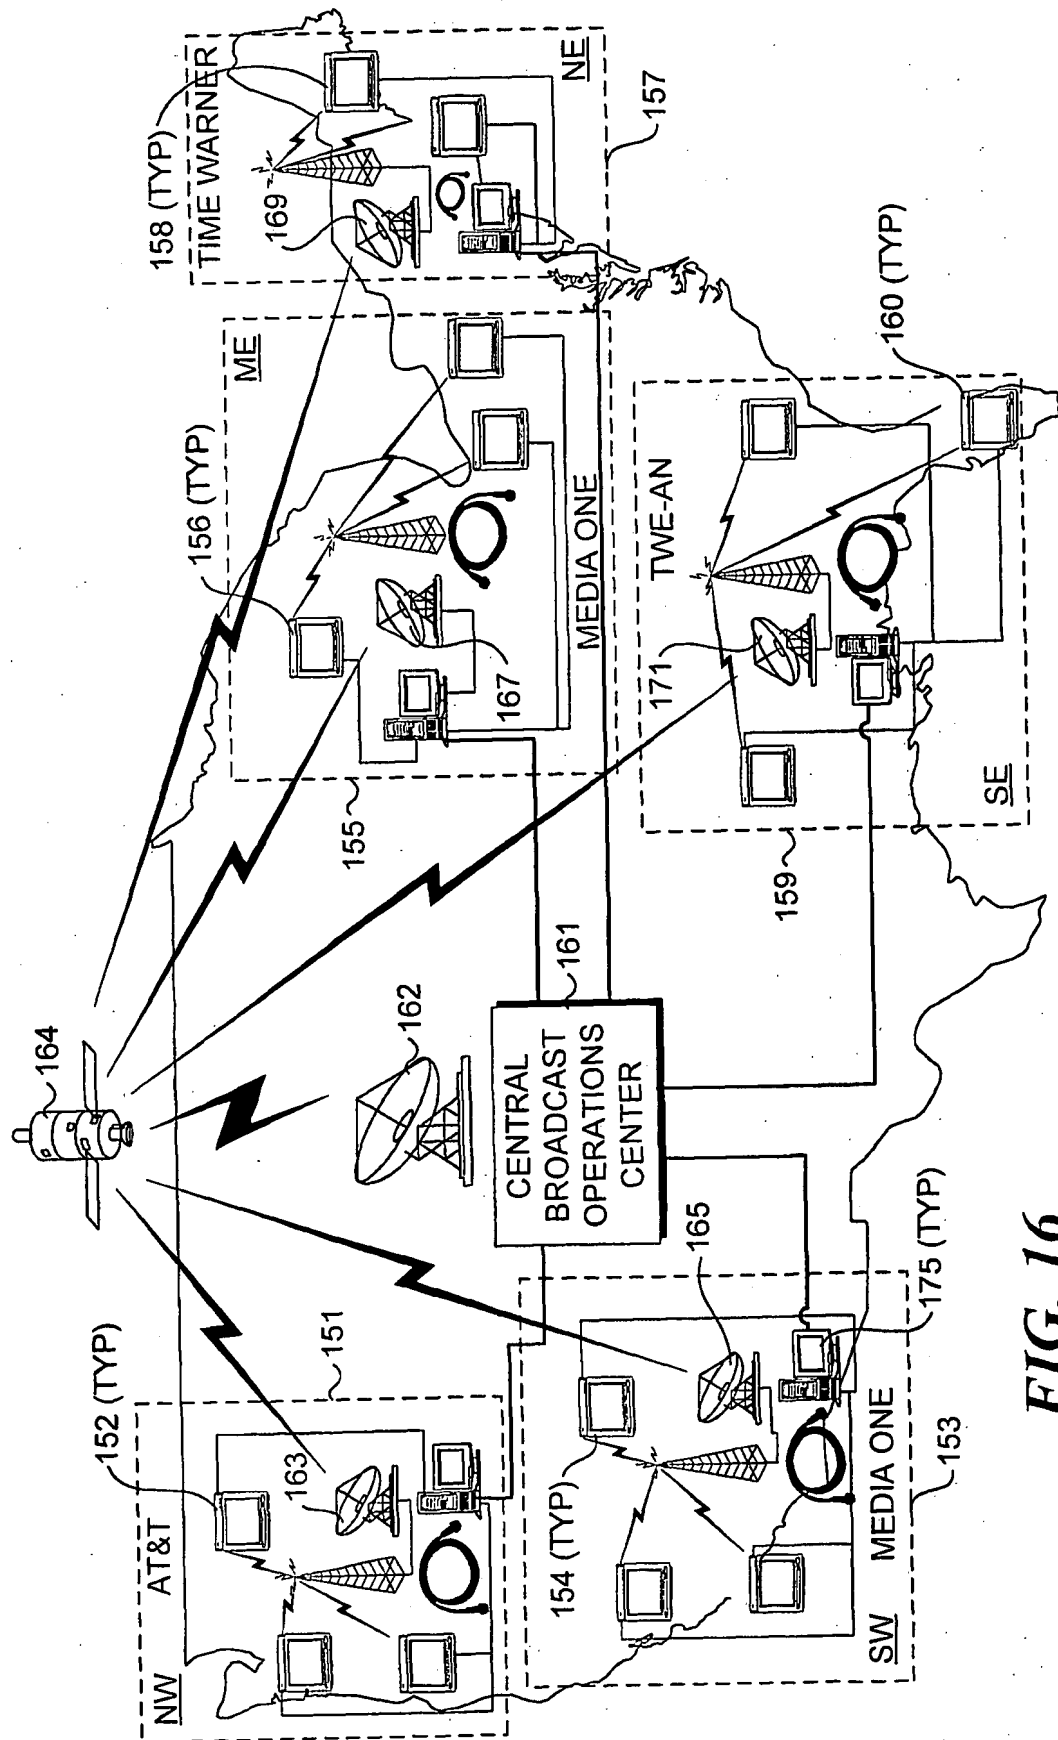 164
162
CENTRAL
BROADCAST
OPERATIONS
CENTER
161
NW
AT&T
152 (TYP)
163
151
154 (TYP)
165
SW
MEDIA ONE
175 (TYP)
153
156 (TYP)
ME
167
MEDIA ONE
155
158 (TYP)
TIME WARNER
169
NE
157
TWE-AN
171
160 (TYP)
159
SE
FIG. 16